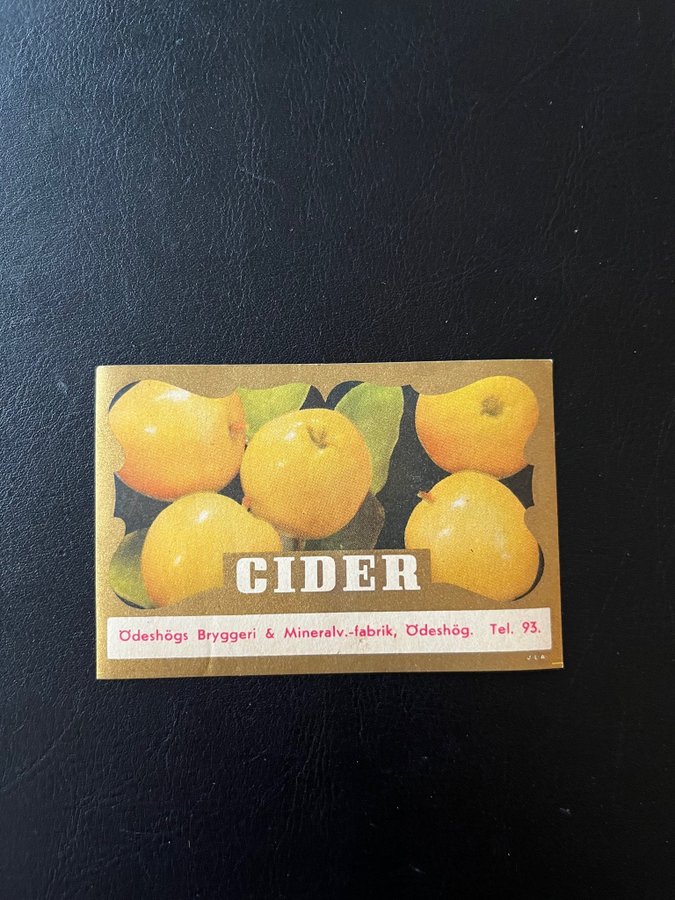 CIDER
Ödeshögs Bryggeri & Mineralv.-fabrik, Ödeshög. Tel. 93.
J L A